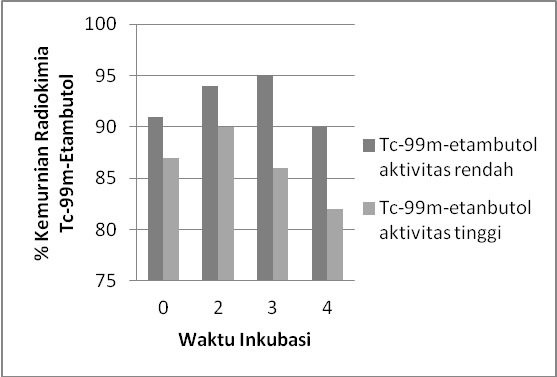 % Kemurnian Radiokimia
Tc-99m-Etambutol
100
95
90
85
80
75
0 2 3 4
Waktu Inkubasi
Tc-99m-etambutol
aktivitas rendah
Tc-99m-etanbutol
aktivitas tinggi